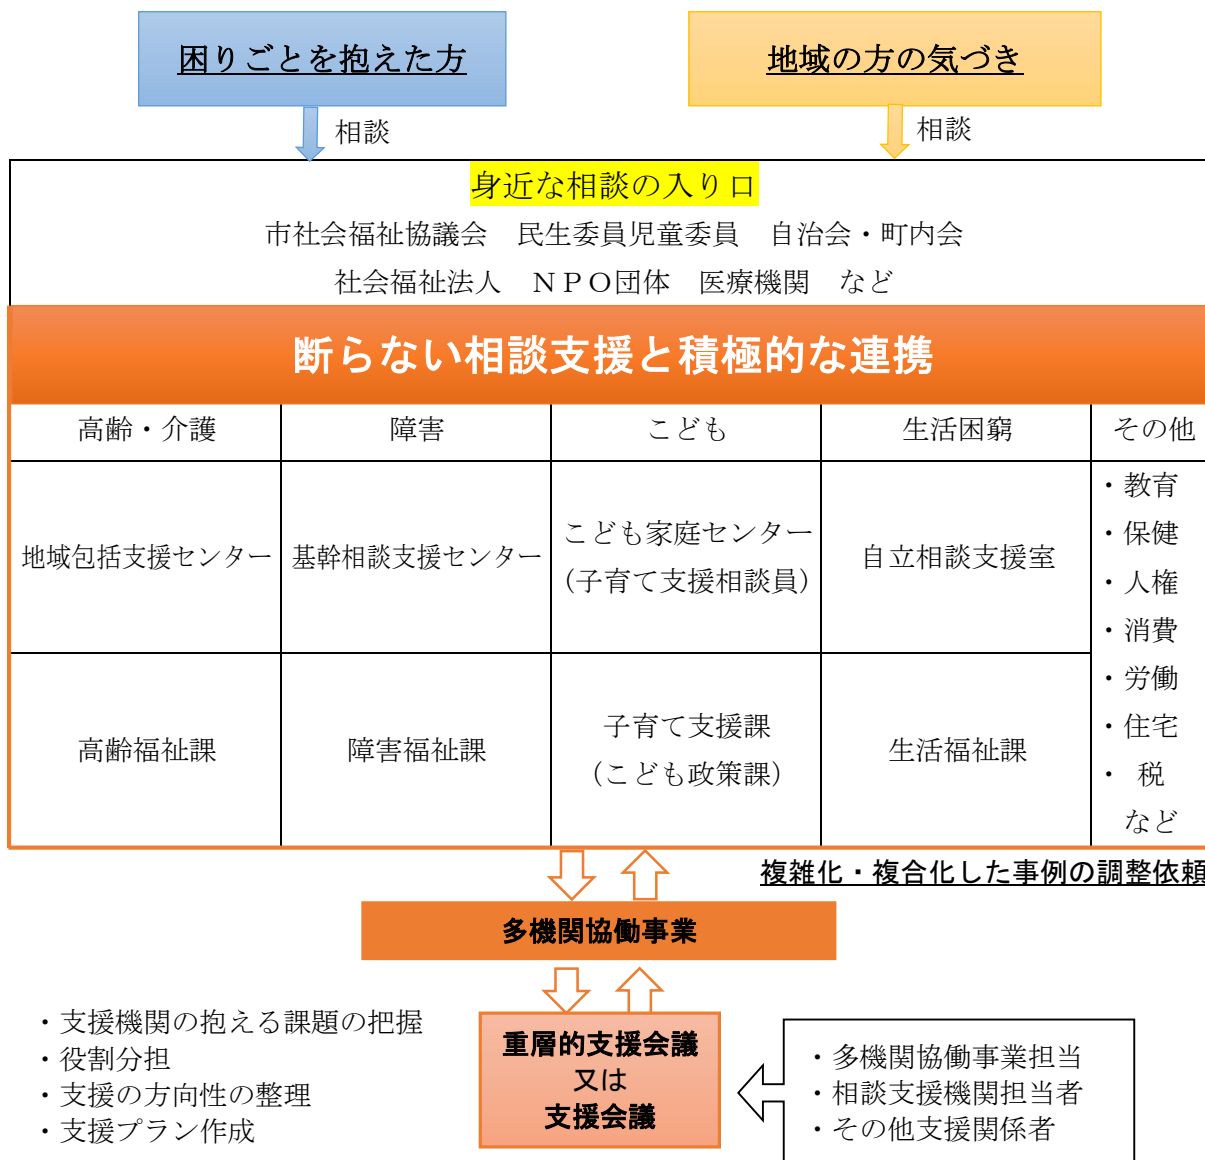 困りごとを抱えた方
地域の方の気づき
相談
相談
身近な相談の入り口
市社会福祉協議会　民生委員児童委員　自治会・町内会
社会福祉法人　ＮＰＯ団体　医療機関　など
断らない相談支援と積極的な連携
高齢・介護
障害
こども
生活困窮
その他
地域包括支援センター
基幹相談支援センター
こども家庭センター
(子育て支援相談員)
自立相談支援室
・教育
・保健
・人権
・消費
・労働
・住宅
・　税
など
高齢福祉課
障害福祉課
子育て支援課
(こども政策課)
生活福祉課
複雑化・複合化した事例の調整依頼
多機関協働事業
・支援機関の抱える課題の把握
・役割分担
・支援の方向性の整理
・支援プラン作成
重層的支援会議
又は
支援会議
・多機関協働事業担当
・相談支援機関担当者
・その他支援関係者